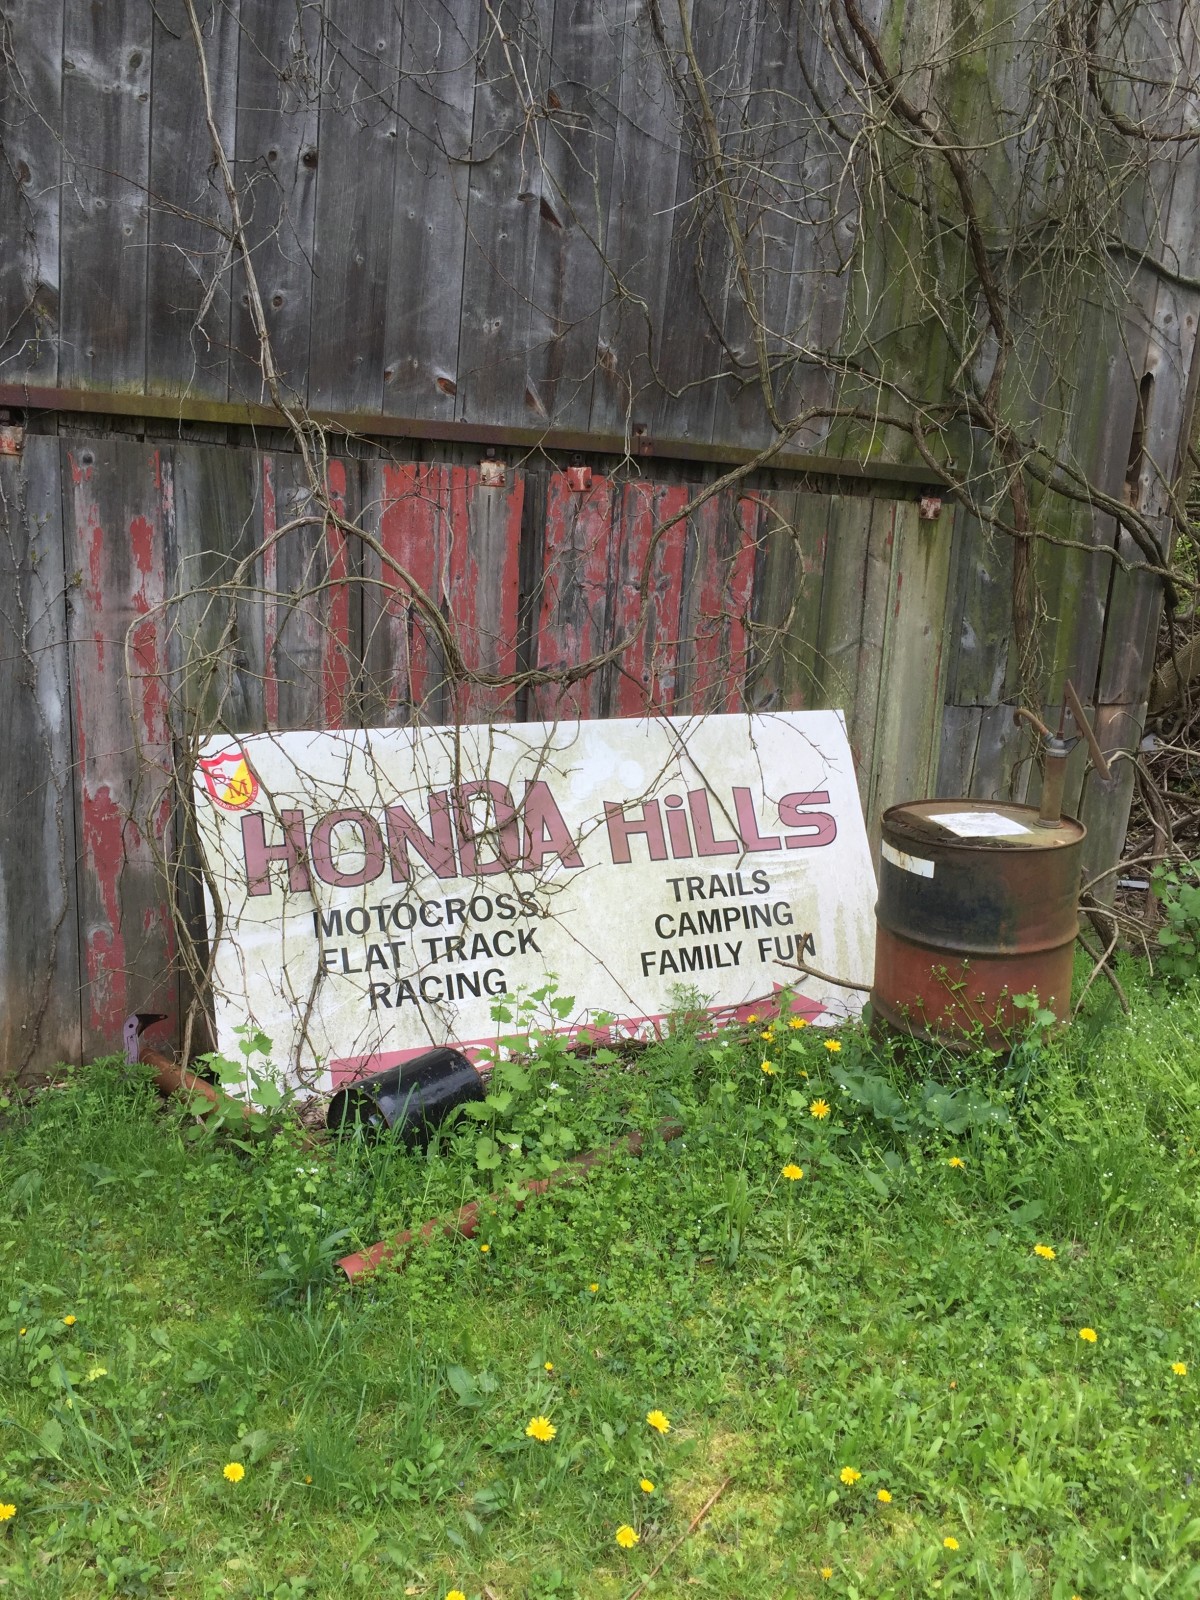 S
M
HONDA HiLLS
MOTOCROSS
FLAT TRACK
RACING
TRAILS
CAMPING
FAMILY FUN